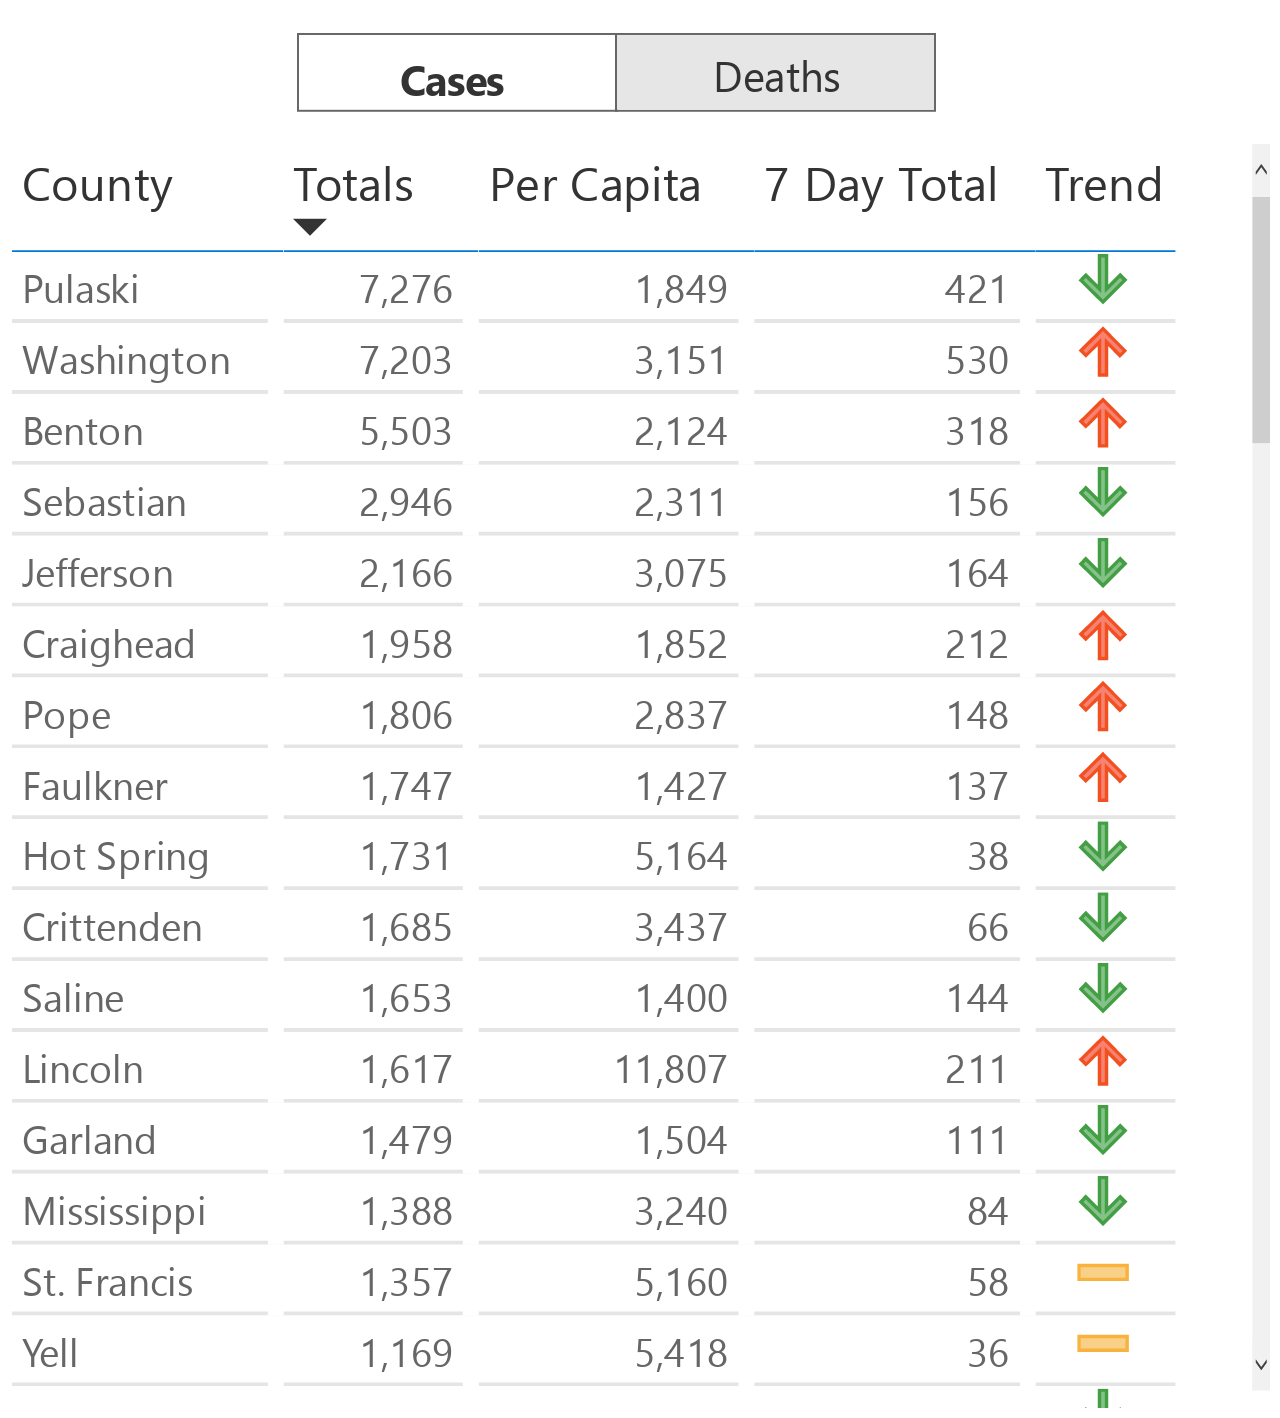 Cases Deaths
County Totals Per Capita 7 Day Total Trend
Pulaski 7,276 1,849 421
Washington 7,203 3,151 530
Benton 5,503 2,124 318
Sebastian 2,946 2,311 156
Jefferson 2,166 3,075 164
Craighead 1,958 1,852 212
Pope 1,806 2,837 148
Faulkner 1,747 1,427 137
Hot Spring 1,731 5,164 38
Crittenden 1,685 3,437 66
Saline 1,653 1,400 144
Lincoln 1,617 11,807 211
Garland 1,479 1,504 111
Mississippi 1,388 3,240 84
St. Francis 1,357 5,160 58
Yell 1,169 5,418 36